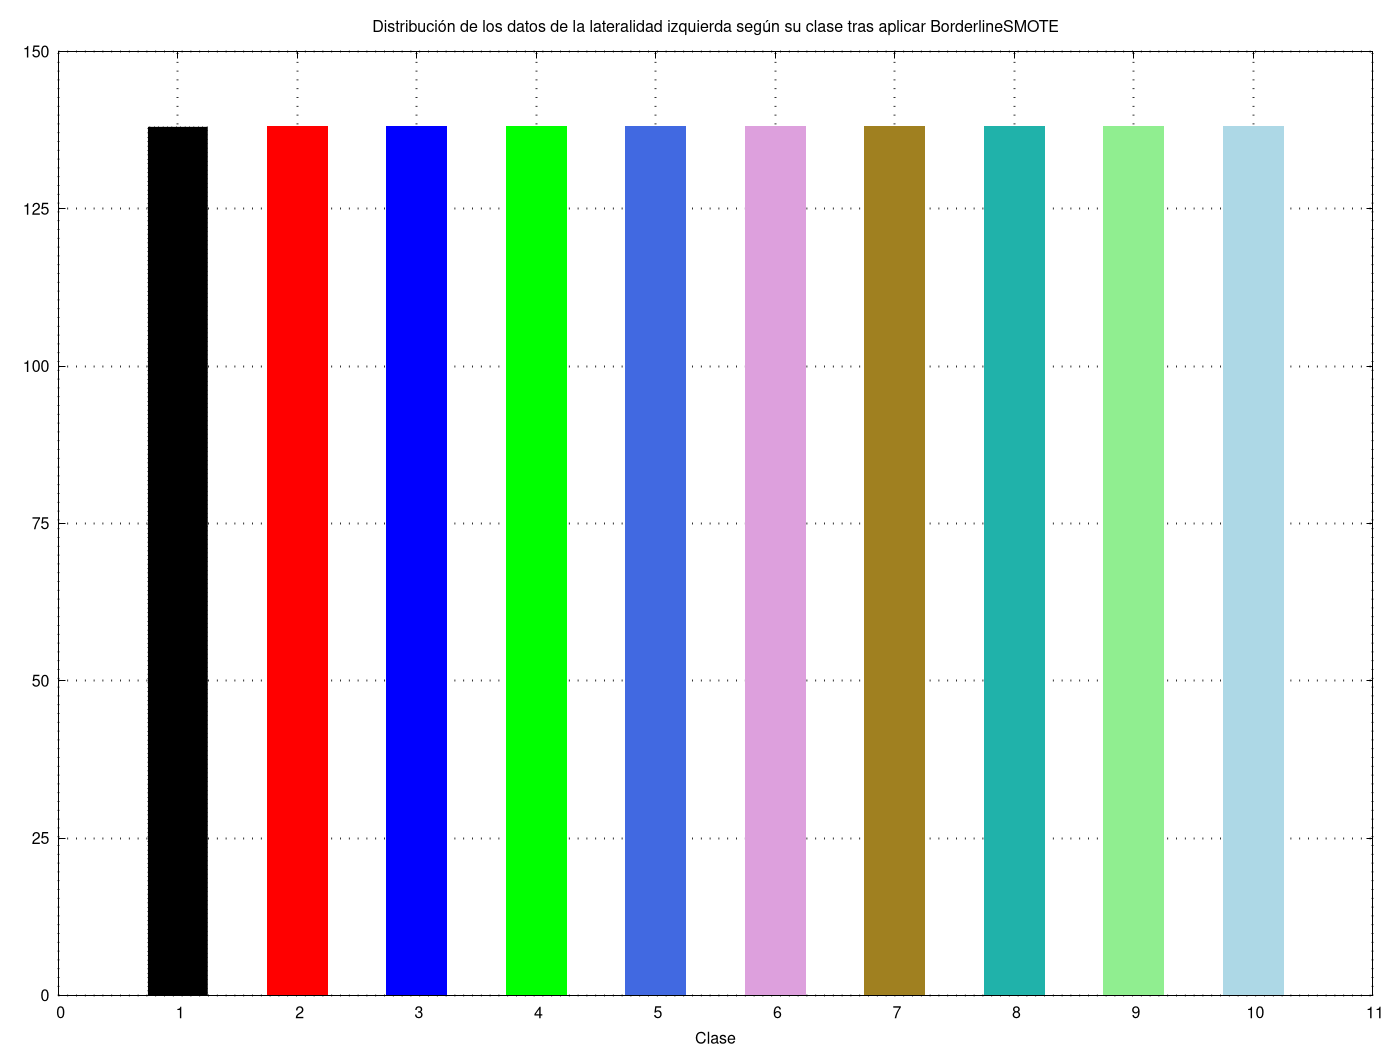 Distribución de los datos de la lateralidad izquierda según su clase tras aplicar BorderlineSMOTE
150
125
100
75
50
25
0
0 1 2 3 4 5 6 7 8 9 10 11
Clase